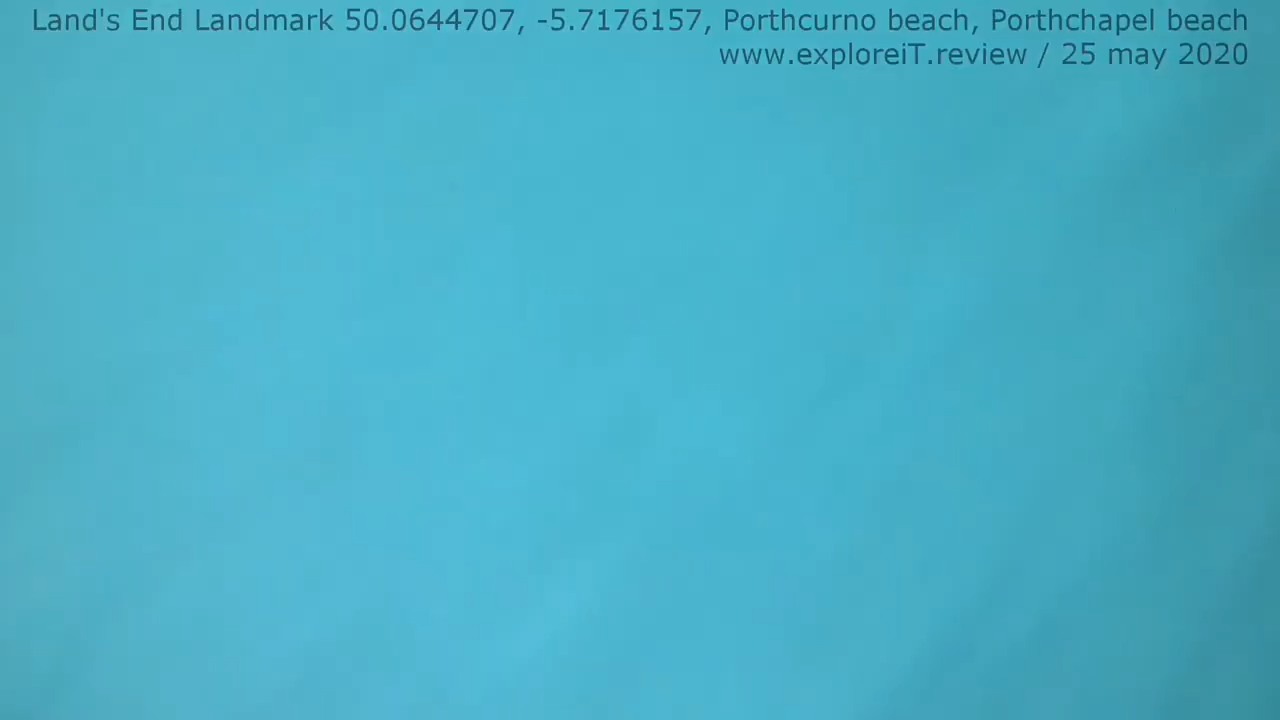 Land's End Landmark 50.0644707, -5.7176157, Porthcurno beach, Porthchapel beach
www.exploreiT.review / 25 may 2020